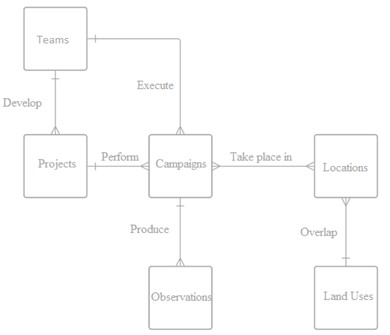 Teams
Execute
Develop
Projects
Perform
Campaigns
Take place in
Locations
Produce
Overlap
Observations
Land Uses